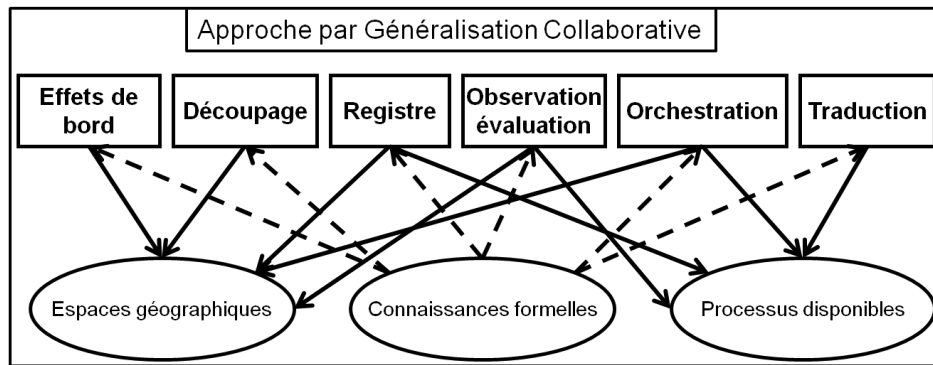 Approche par Généralisation Collaborative
Effets de
bord
Découpage
Registre
Observation
évaluation
Orchestration
Traduction
Espaces géographiques
Connaissances formelles
Processus disponibles